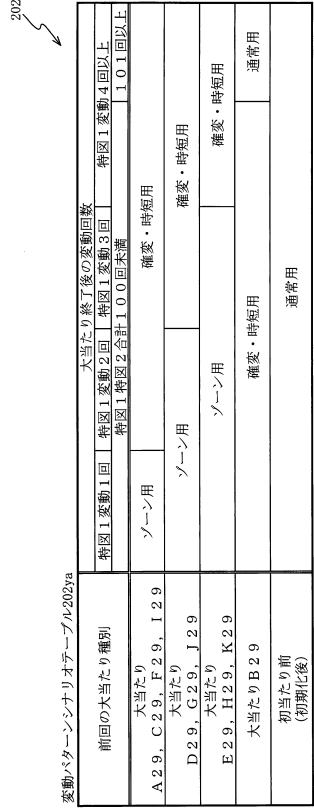 202
変動パターンシナリオテーブル202ya
前回の大当たり種別
大当たり終了後の変動回数
特図1変動1回
特図1変動2回
特図1変動3回
特図1変動4回以上
特図1特図2合計100回未満
101回以上
大当たり
A29, C29, F29, I29
ゾーン用
確変・時短用
大当たり
D29, G29, J29
ゾーン用
確変・時短用
大当たり
E29, H29, K29
ゾーン用
確変・時短用
大当たりB29
確変・時短用
通常用
初当たり前
(初期化後)
通常用